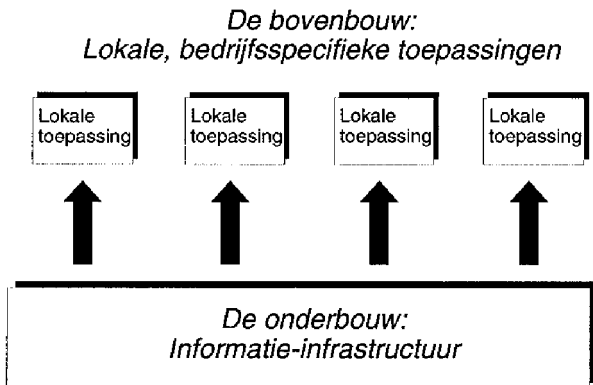 De bovenbouw:
Lokale, bedrijfsspecifieke toepassingen
Lokale
toepassing
Lokale
toepassing
Lokale
toepassing
Lokale
toepassing
De onderbouw:
Informatie-infrastructuur